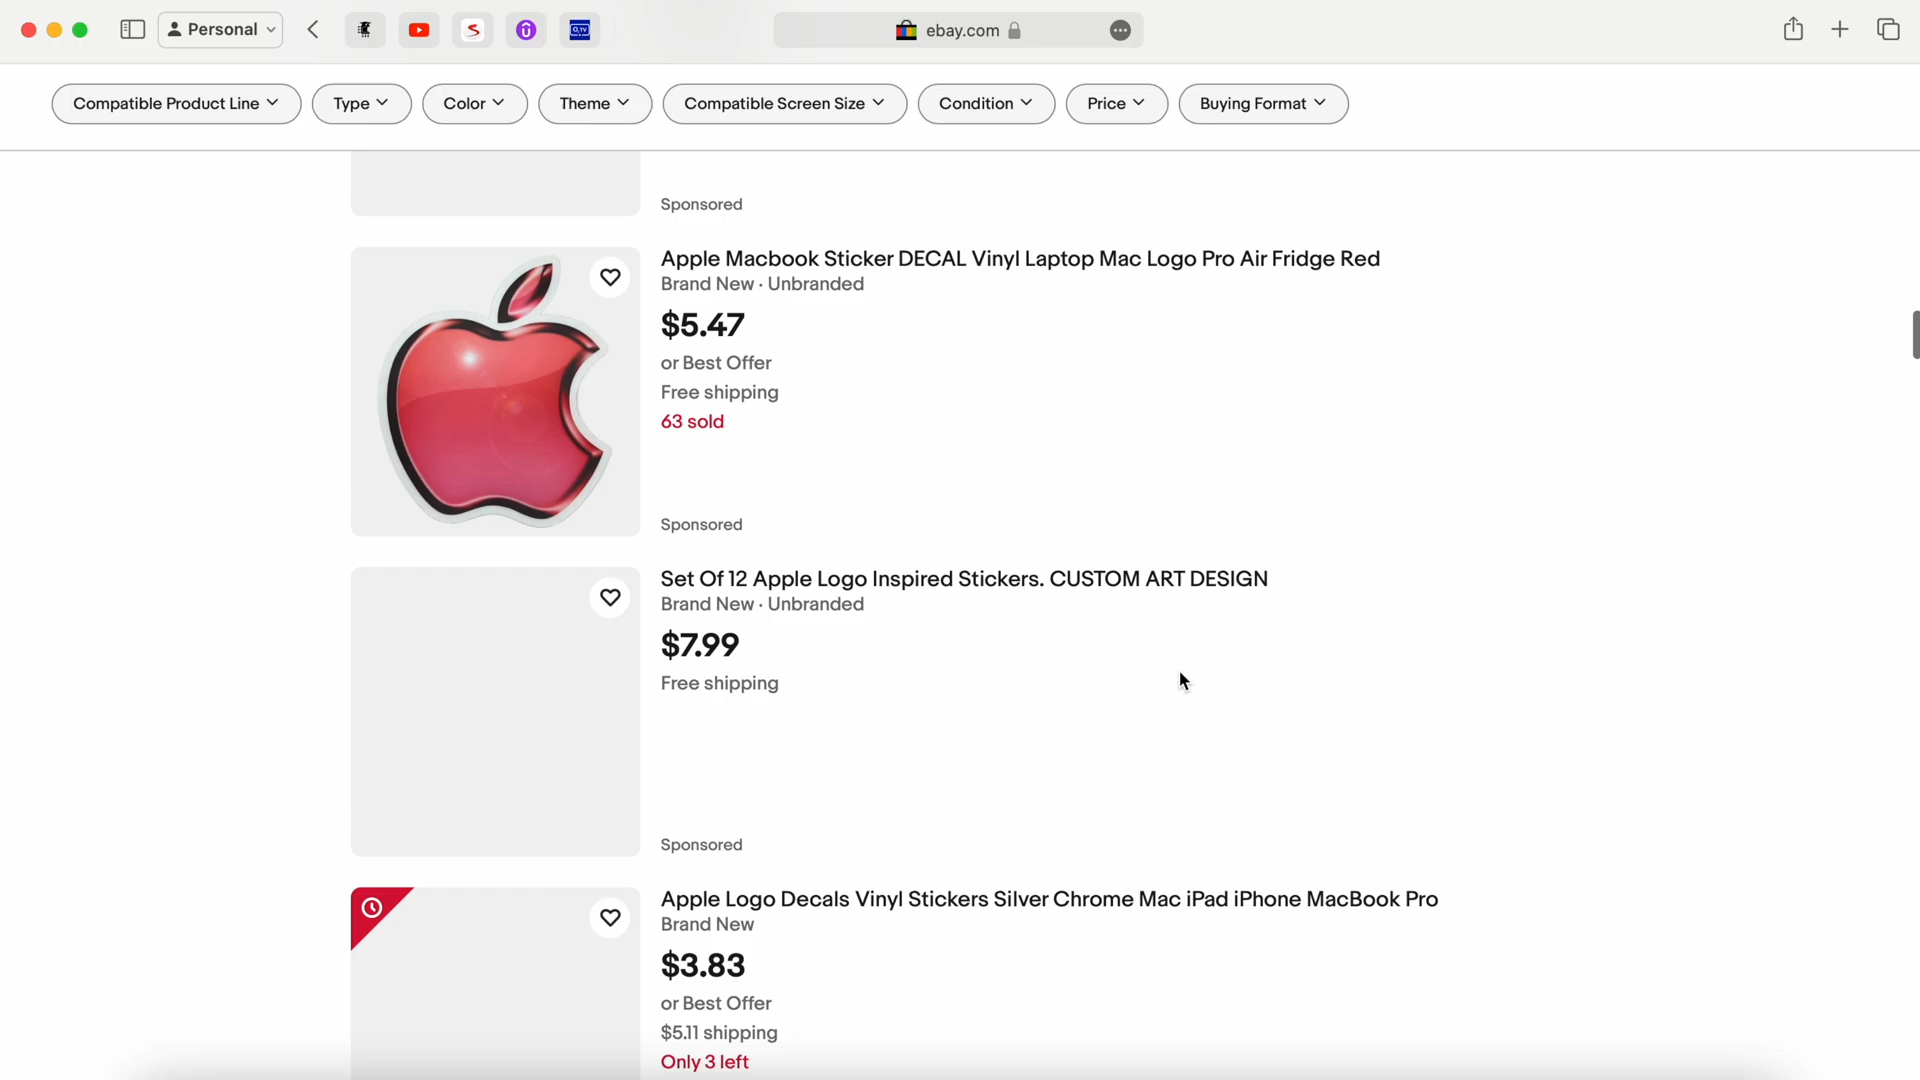 Personal
ebay.com
Compatible Product Line
Type
Color
Theme
Compatible Screen Size
Condition
Price
Buying Format
Sponsored
Apple Macbook Sticker DECAL Vinyl Laptop Mac Logo Pro Air Fridge Red
Brand New · Unbranded
$5.47
or Best Offer
Free shipping
63 sold
Sponsored
Set Of 12 Apple Logo Inspired Stickers. CUSTOM ART DESIGN
Brand New · Unbranded
$7.99
Free shipping
Sponsored
Apple Logo Decals Vinyl Stickers Silver Chrome Mac iPad iPhone MacBook Pro
Brand New
$3.83
or Best Offer
$5.11 shipping
Only 3 left